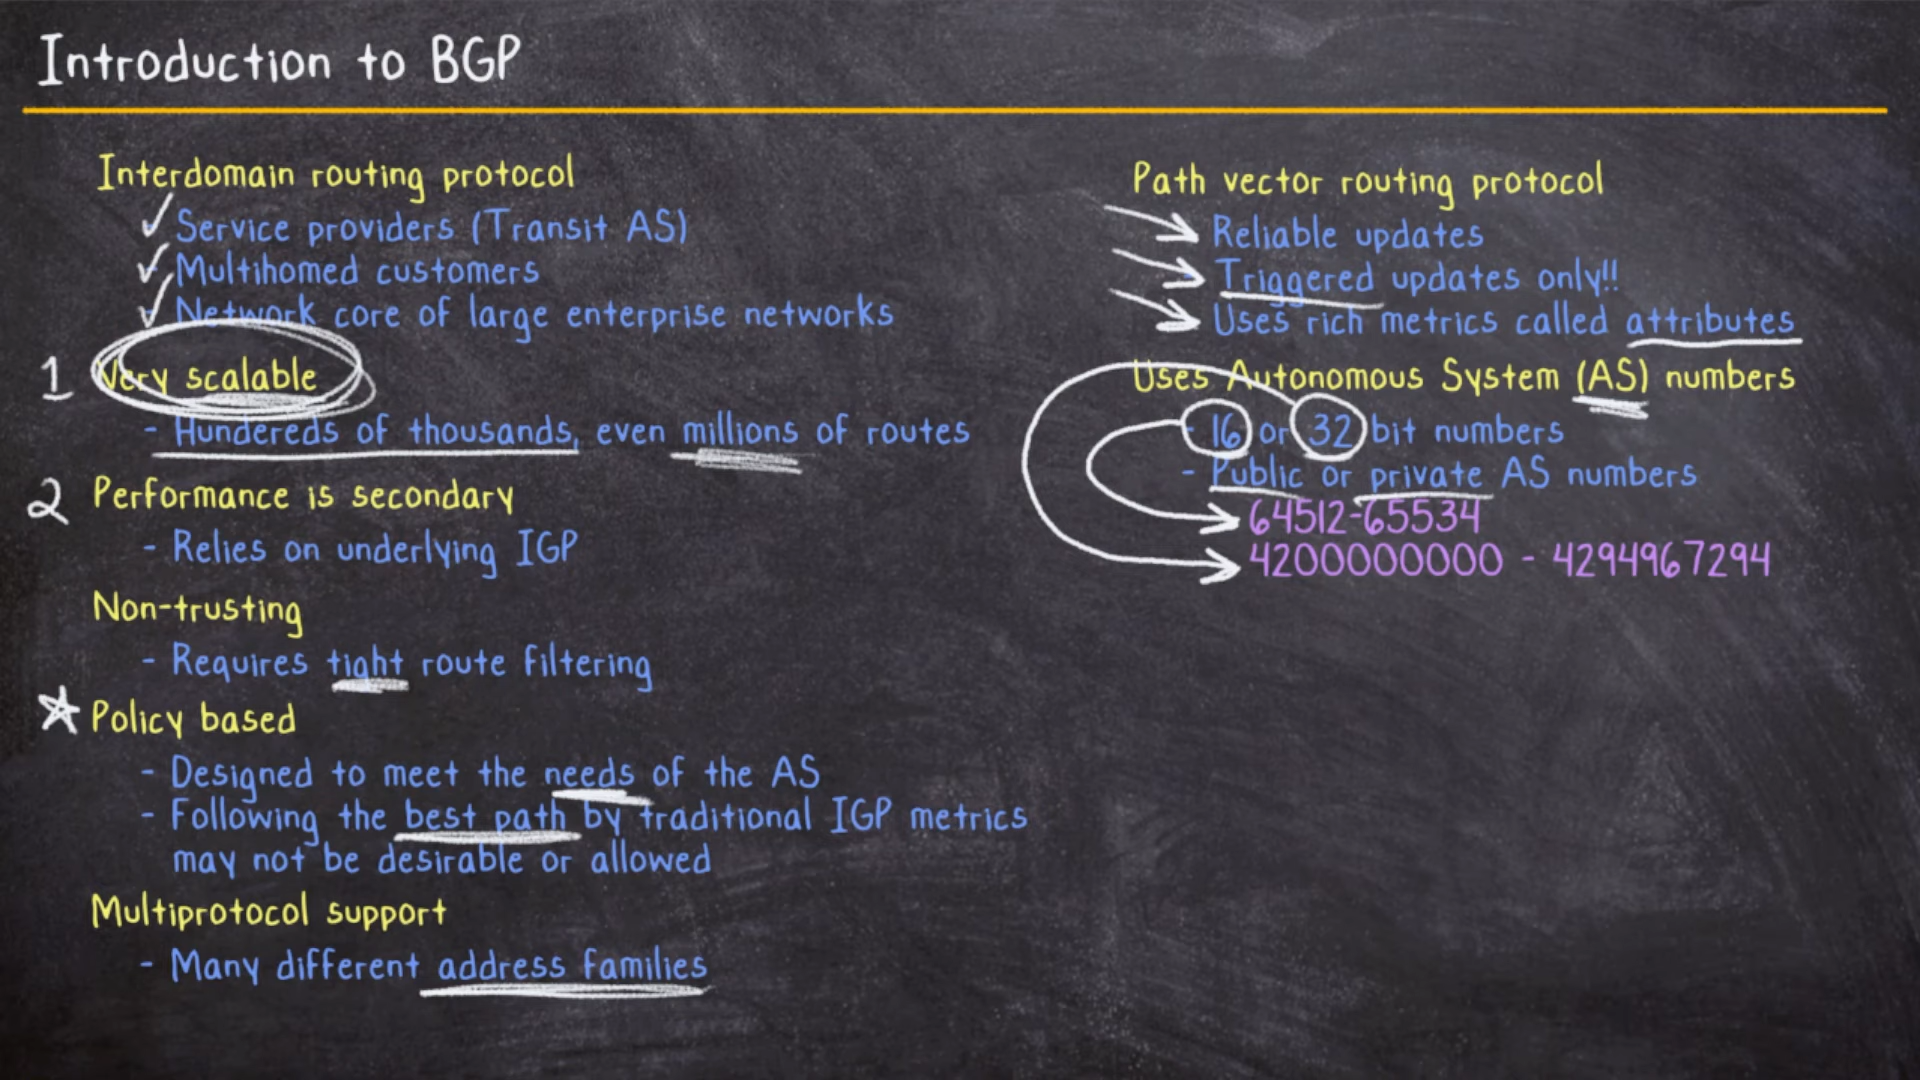 Introduction to BGP
Interdomain routing protocol
Service providers (Transit AS)
- Multihomed customers
Network core of large enterprise networks
1 Very scalable
- Hundereds of thousands, even millions of routes
2 Performance is secondary
- Relies on underlying IGP
Non-trusting
- Requires tight route filtering
Policy based
- Designed to meet the needs of the AS
- Following the best path by traditional IGP metrics
may not be desirable or allowed
Multiprotocol support
- Many different address families
Path vector routing protocol
- Reliable updates
- Triggered updates only!!
- Uses rich metrics called attributes
Uses Autonomous System (AS) numbers
- 16 or 32 bit numbers
- Public or private AS numbers
64512-65534
4200000000 - 4294967294